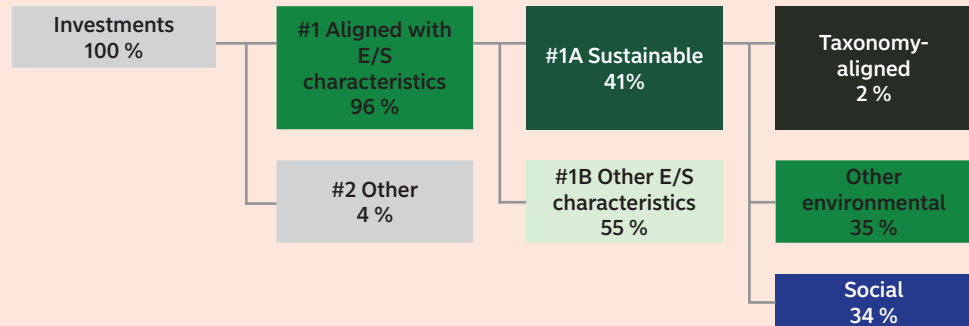 Investments
100 %
#1 Aligned with
E/S
characteristics
96 %
#2 Other
4 %
#1A Sustainable
41%
#1B Other E/S
characteristics
55 %
Taxonomy-
aligned
2 %
Other
environmental
35 %
Social
34 %